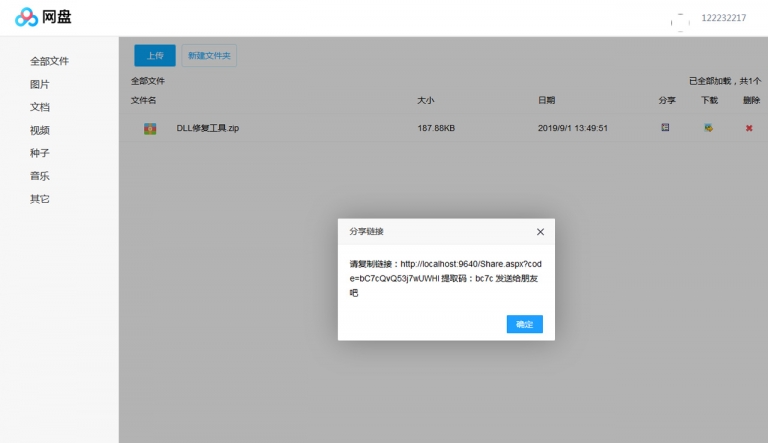 网盘
122232217
全部文件
图片
文档
视频
种子
音乐
其它
上传 新建文件夹
全部文件 已全部加载，共1个
文件名 大小 日期 分享 下载 删除
DLL修复工具.zip 187.88KB 2019/9/1 13:49:51
分享链接
请复制链接：http://localhost:9640/Share.aspx?cod
e=bC7cQvQ53j7wUWHI 提取码：bc7c 发送给朋友
吧
确定